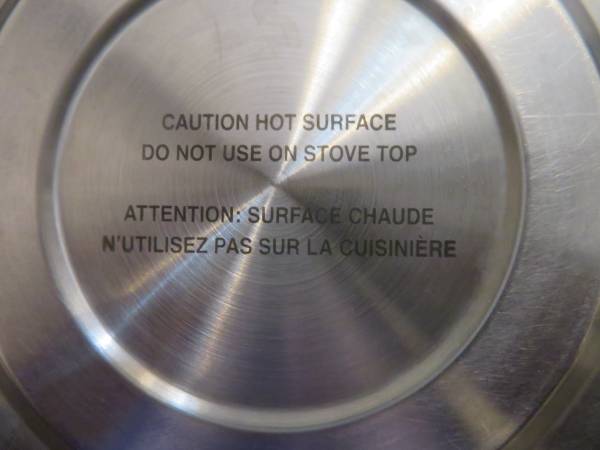 CAUTION HOT SURFACE
DO NOT USE ON STOVE TOP
ATTENTION: SURFACE CHAUDE
N'UTILISEZ PAS SUR LA CUISINIÈRE